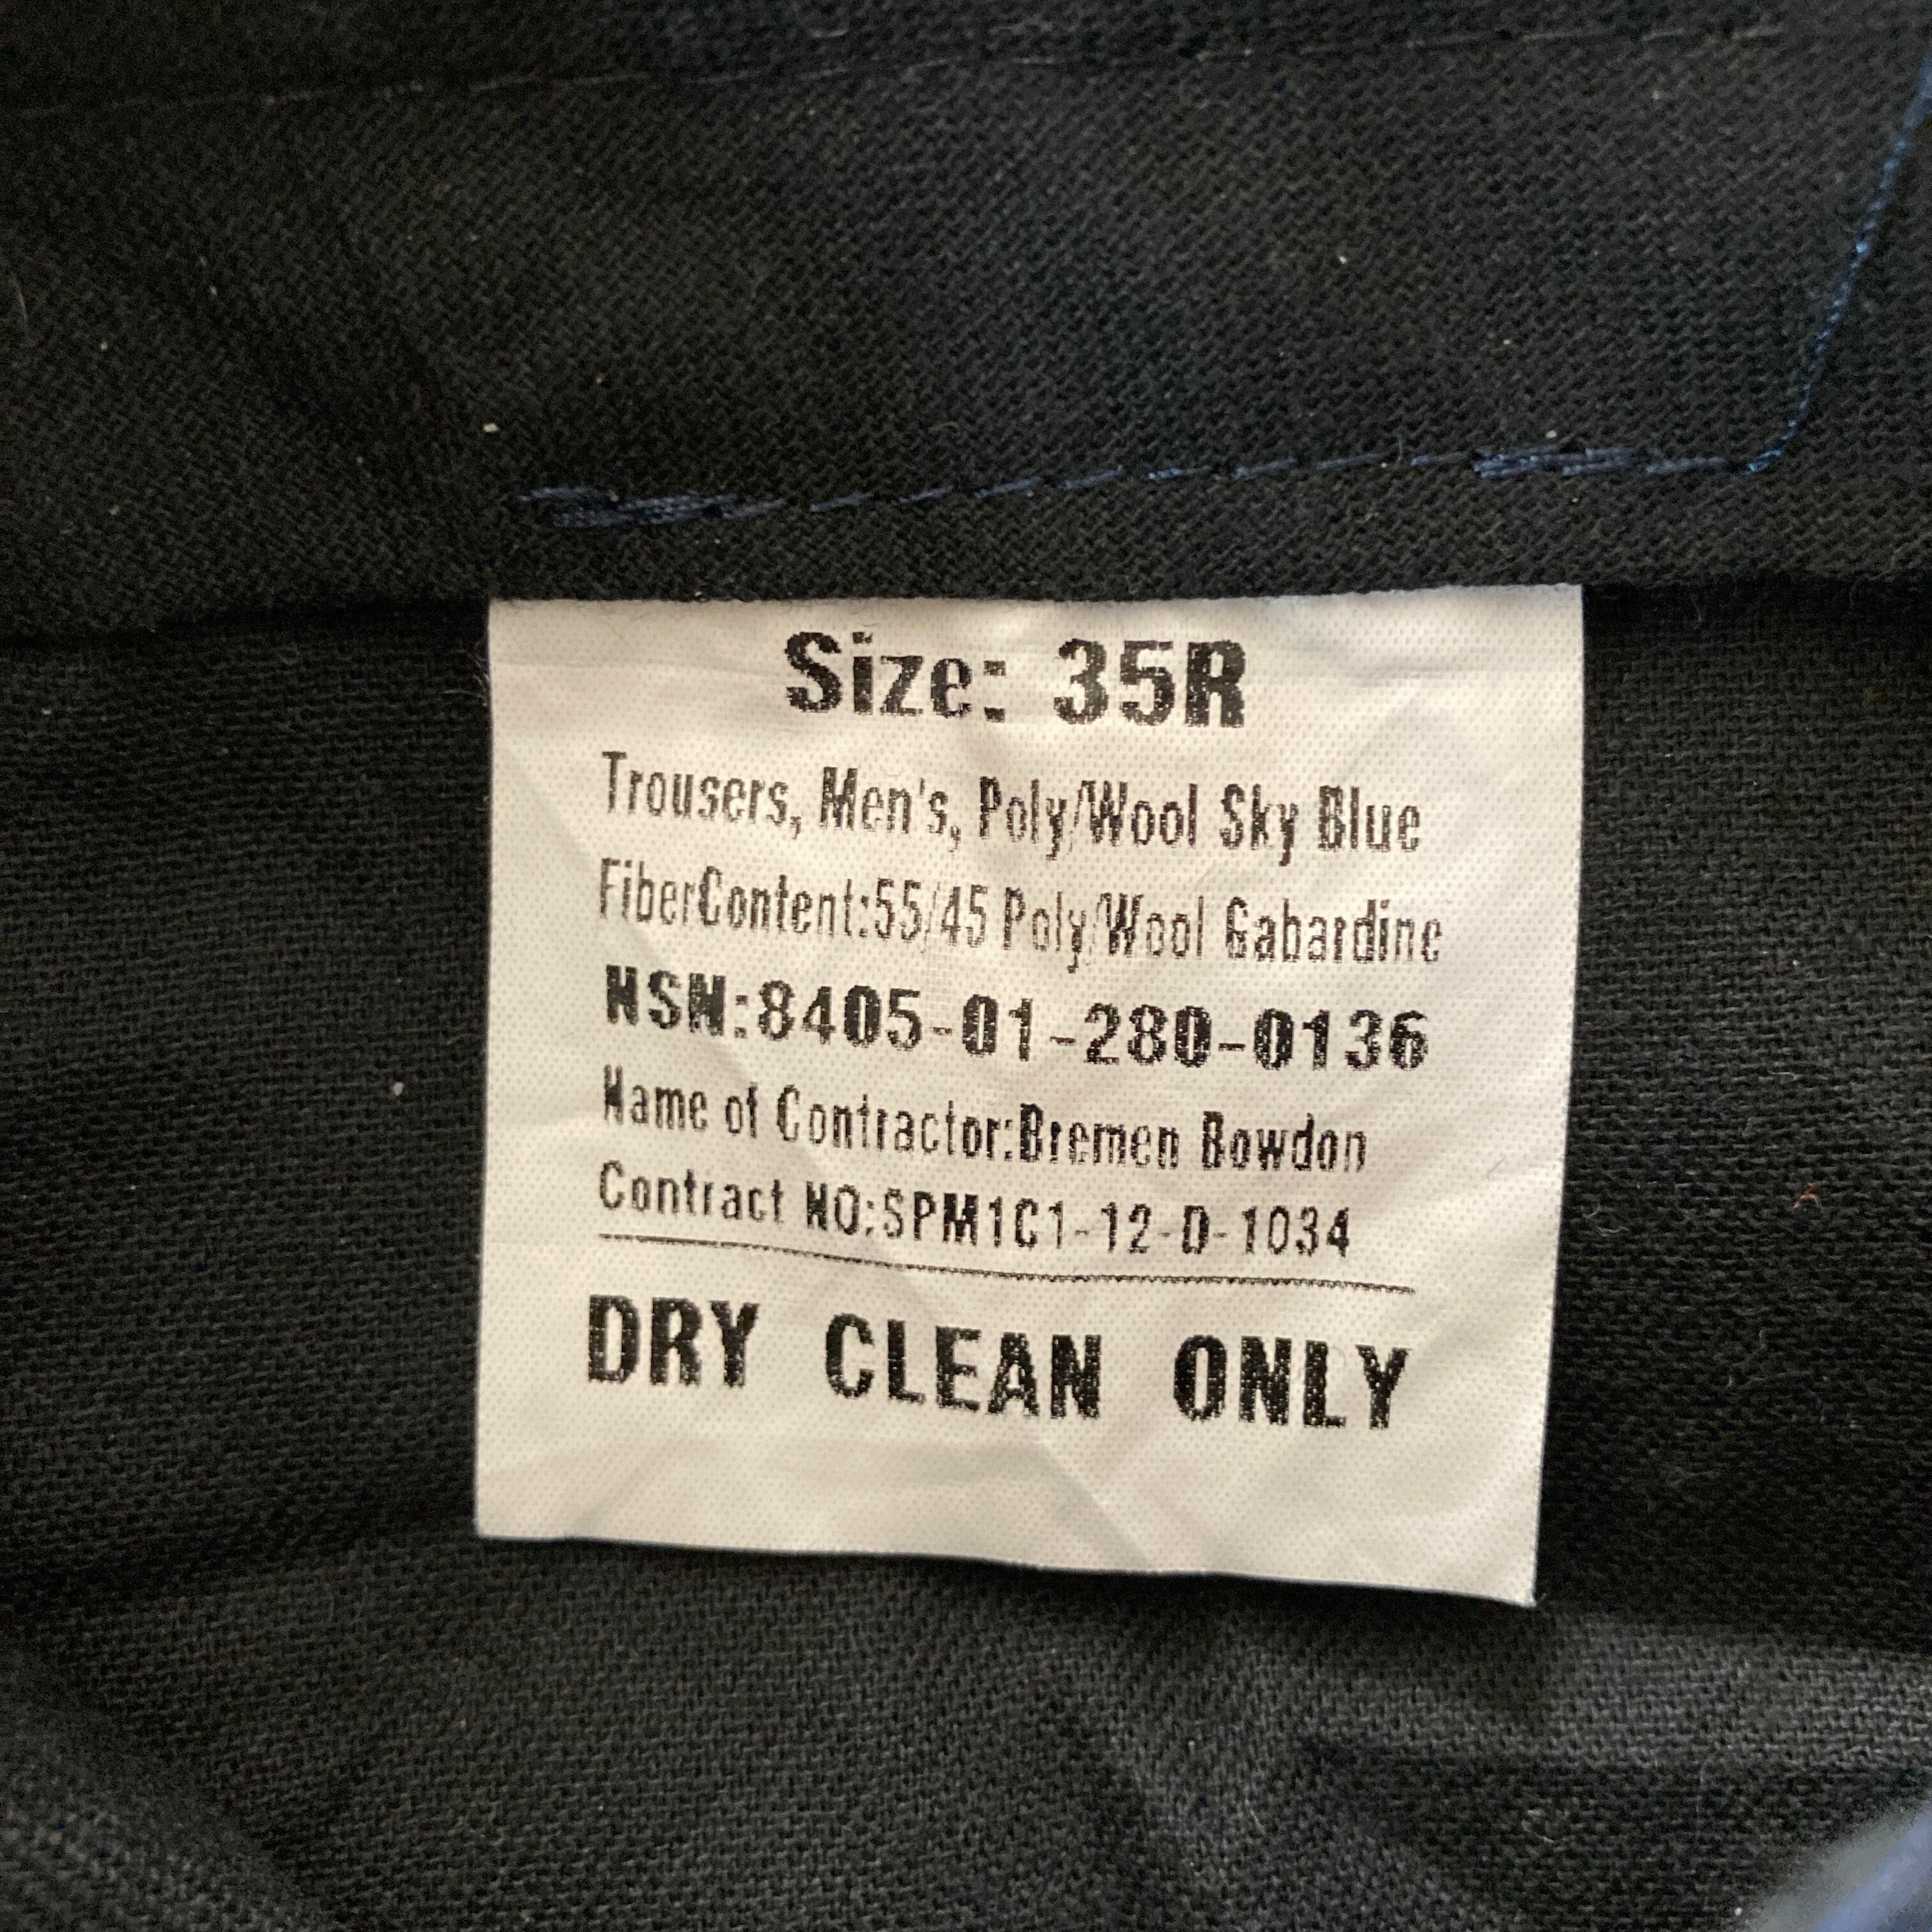 Size: 35R
Trousers, Men's, Poly/Wool Sky Blue
FiberContent:55/45 Poly/Wool Gabardine
NSN:8405-01-280-0136
Name of Contractor:Bremen Bowdon
Contract NO:SPM1C1-12-D-1034
DRY CLEAN ONLY